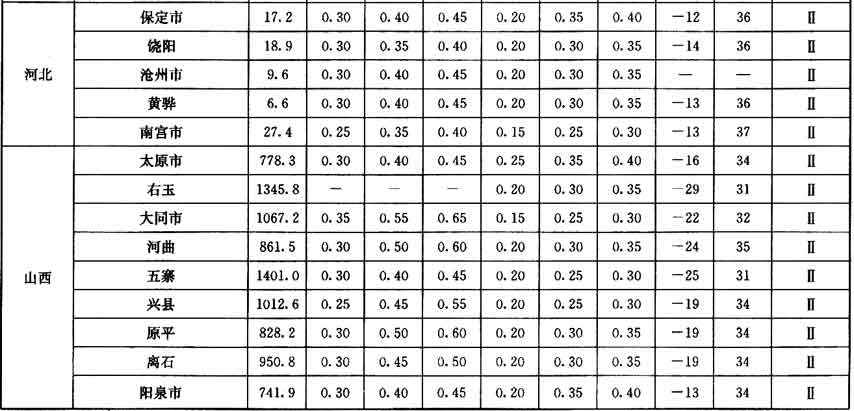 河北 保定市 17.2 0.30 0.40 0.45 0.20 0.35 0.40 −12 36 Ⅱ
饶阳 18.9 0.30 0.35 0.40 0.20 0.30 0.35 −14 36 Ⅱ
沧州市 9.6 0.30 0.40 0.45 0.20 0.30 0.35 — — Ⅱ
黄骅 6.6 0.30 0.40 0.45 0.20 0.30 0.35 −13 36 Ⅱ
南宫市 27.4 0.25 0.35 0.40 0.15 0.25 0.30 −13 37 Ⅱ
山西 太原市 778.3 0.30 0.40 0.45 0.25 0.35 0.40 −16 34 Ⅱ
右玉 1345.8 — — — 0.20 0.30 0.35 −29 31 Ⅱ
大同市 1067.2 0.35 0.55 0.65 0.15 0.25 0.30 −22 32 Ⅱ
河曲 861.5 0.30 0.50 0.60 0.20 0.30 0.35 −24 35 Ⅱ
五寨 1401.0 0.30 0.40 0.45 0.20 0.25 0.30 −25 31 Ⅱ
兴县 1012.6 0.25 0.45 0.55 0.20 0.25 0.30 −19 34 Ⅱ
原平 828.2 0.30 0.50 0.60 0.20 0.30 0.35 −19 34 Ⅱ
离石 950.8 0.30 0.45 0.50 0.20 0.30 0.35 −19 34 Ⅱ
阳泉市 741.9 0.30 0.40 0.45 0.20 0.35 0.40 −13 34 Ⅱ